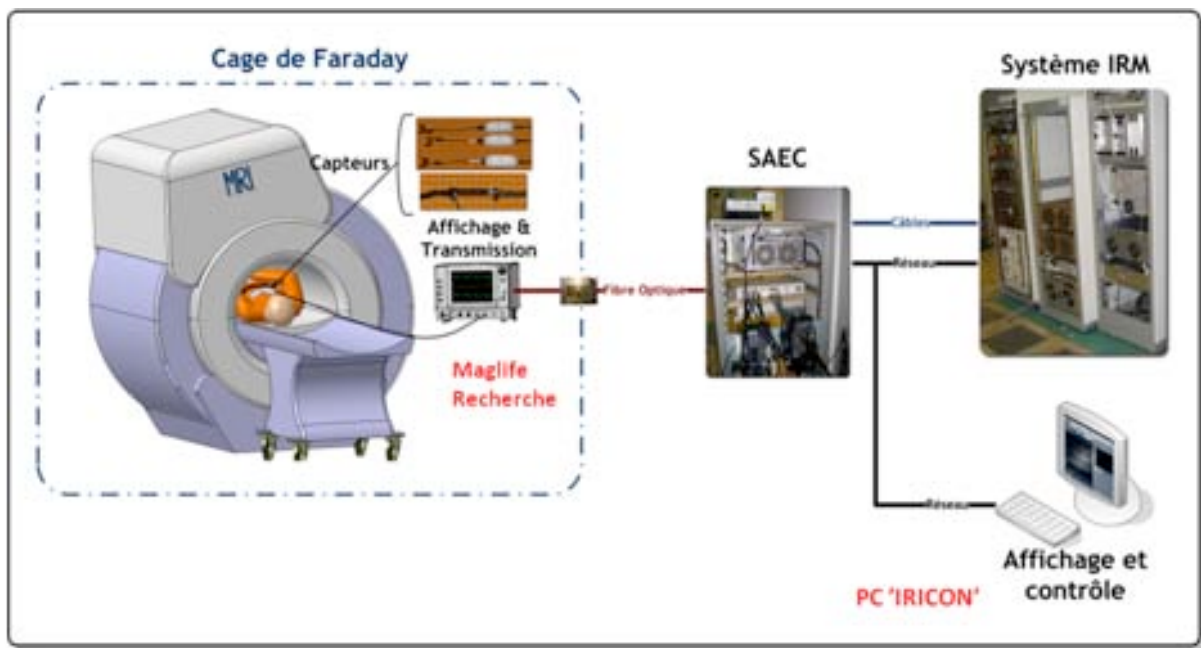 Cage de Faraday
MRI
Capteurs
Affichage &
Transmission
Maglife
Recherche
Fibre Optique
SAEC
Câbles
Réseau
Système IRM
Réseau
Affichage et
contrôle
PC 'IRICON'